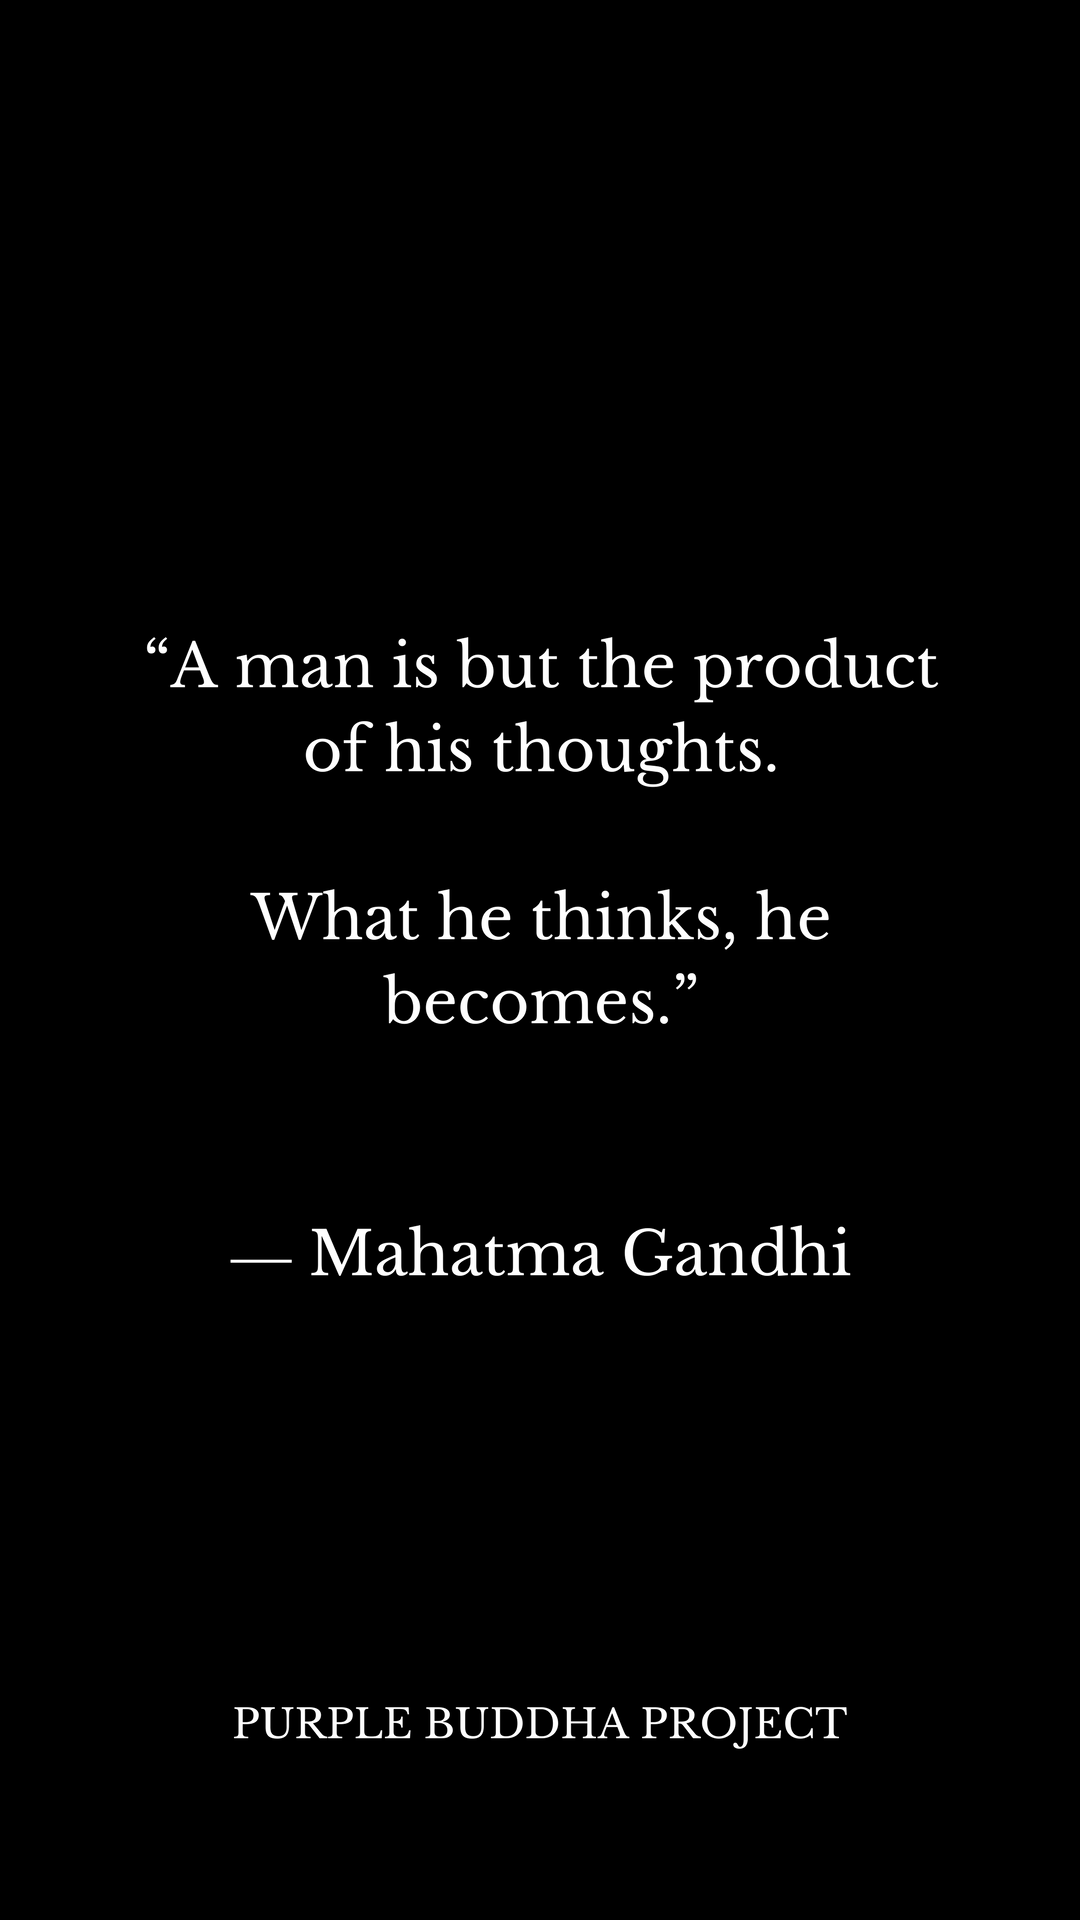 “A man is but the product
of his thoughts.
What he thinks, he
becomes.”
— Mahatma Gandhi
PURPLE BUDDHA PROJECT